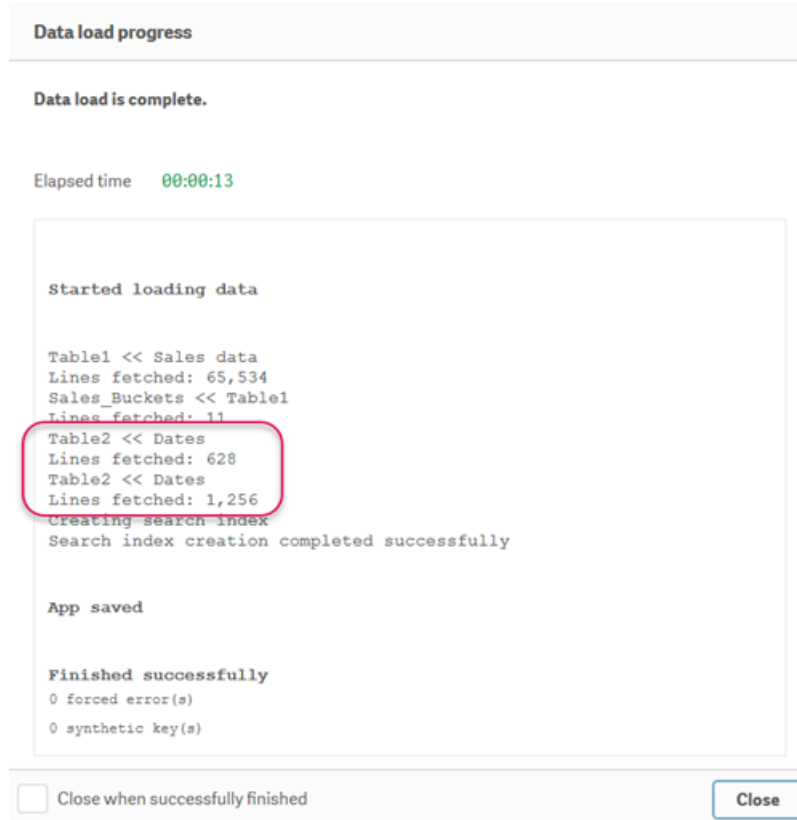 Data load progress
Data load is complete.
Elapsed time 00:00:13
Started loading data
Table1 << Sales data
Lines fetched: 65,534
Sales_Buckets << Table1
Lines fetched: 11
Table2 << Dates
Lines fetched: 628
Table2 << Dates
Lines fetched: 1,256
Creating search index
Search index creation completed successfully
App saved
Finished successfully
0 forced error(s)
0 synthetic key(s)
Close when successfully finished
Close